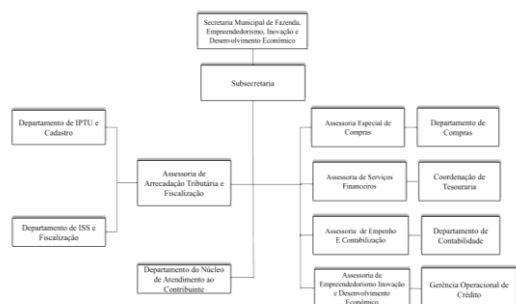 Secretaria Municipal de Fazenda,
Empreendedorismo, Inovação e
Desenvolvimento Econômico
Subsecretaria
Departamento de IPTU e
Cadastro
Assessoria Especial de
Compras
Departamento de
Compras
Assessoria de
Arrecadação Tributária e
Fiscalização
Assessoria de Serviços
Financeiros
Coordenação de
Tesouraria
Departamento de ISS e
Fiscalização
Assessoria de Empenho
E Contabilização
Departamento de
Contabilidade
Departamento do Núcleo
de Atendimento ao
Contribuinte
Assessoria de
Empreendedorismo Inovação
e Desenvolvimento
Econômico
Gerência Operacional de
Crédito